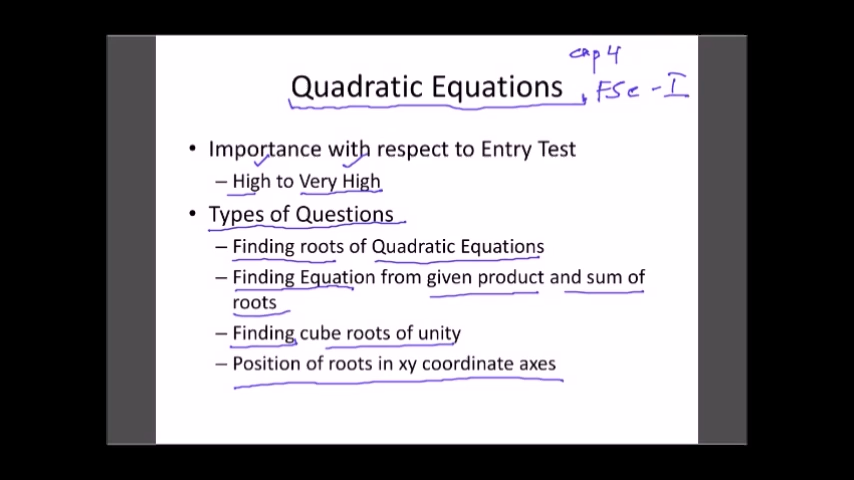 cap 4
Quadratic Equations, FSc - I
• Importance with respect to Entry Test
– High to Very High
• Types of Questions
– Finding roots of Quadratic Equations
– Finding Equation from given product and sum of
roots
– Finding cube roots of unity
– Position of roots in xy coordinate axes